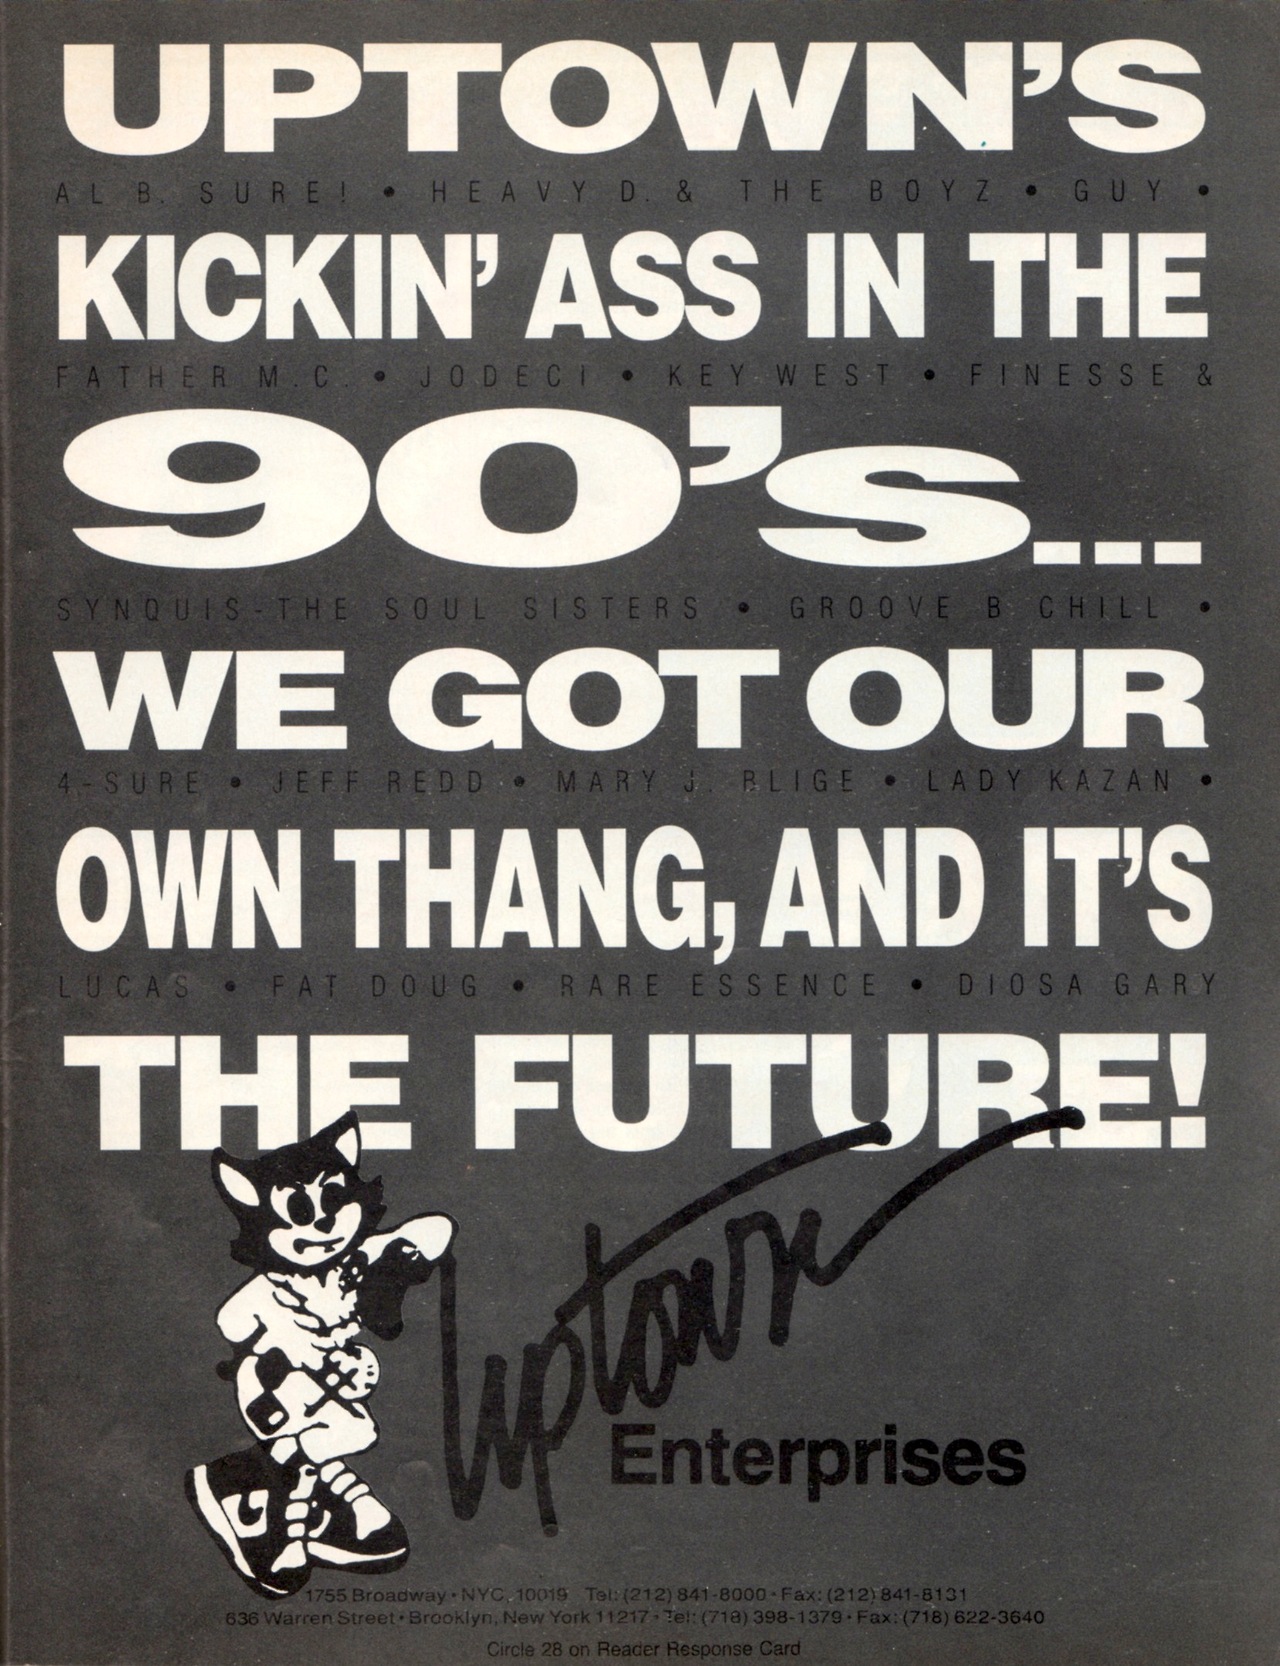 UPTOWN'S
AL B. SURE! • HEAVY D. & THE BOYZ • GUY •
KICKIN' ASS IN THE
FATHER M.C. • JODECI • KEY WEST • FINESSE &
90's...
SYNQUIS-THE SOUL SISTERS • GROOVE B CHILL •
WE GOT OUR
4-SURE • JEFF REDD • MARY J. BLIGE • LADY KAZAN •
OWN THANG, AND IT'S
LUCAS • FAT DOUG • RARE ESSENCE • DIOSA GARY
THE FUTURE!
Uptown
Enterprises
1755 Broadway • NYC, 10019 Tel: (212) 841-8000 • Fax: (212) 841-8131
636 Warren Street • Brooklyn, New York 11217 • Tel: (718) 398-1379 • Fax: (718) 622-3640
Circle 28 on Reader Response Card